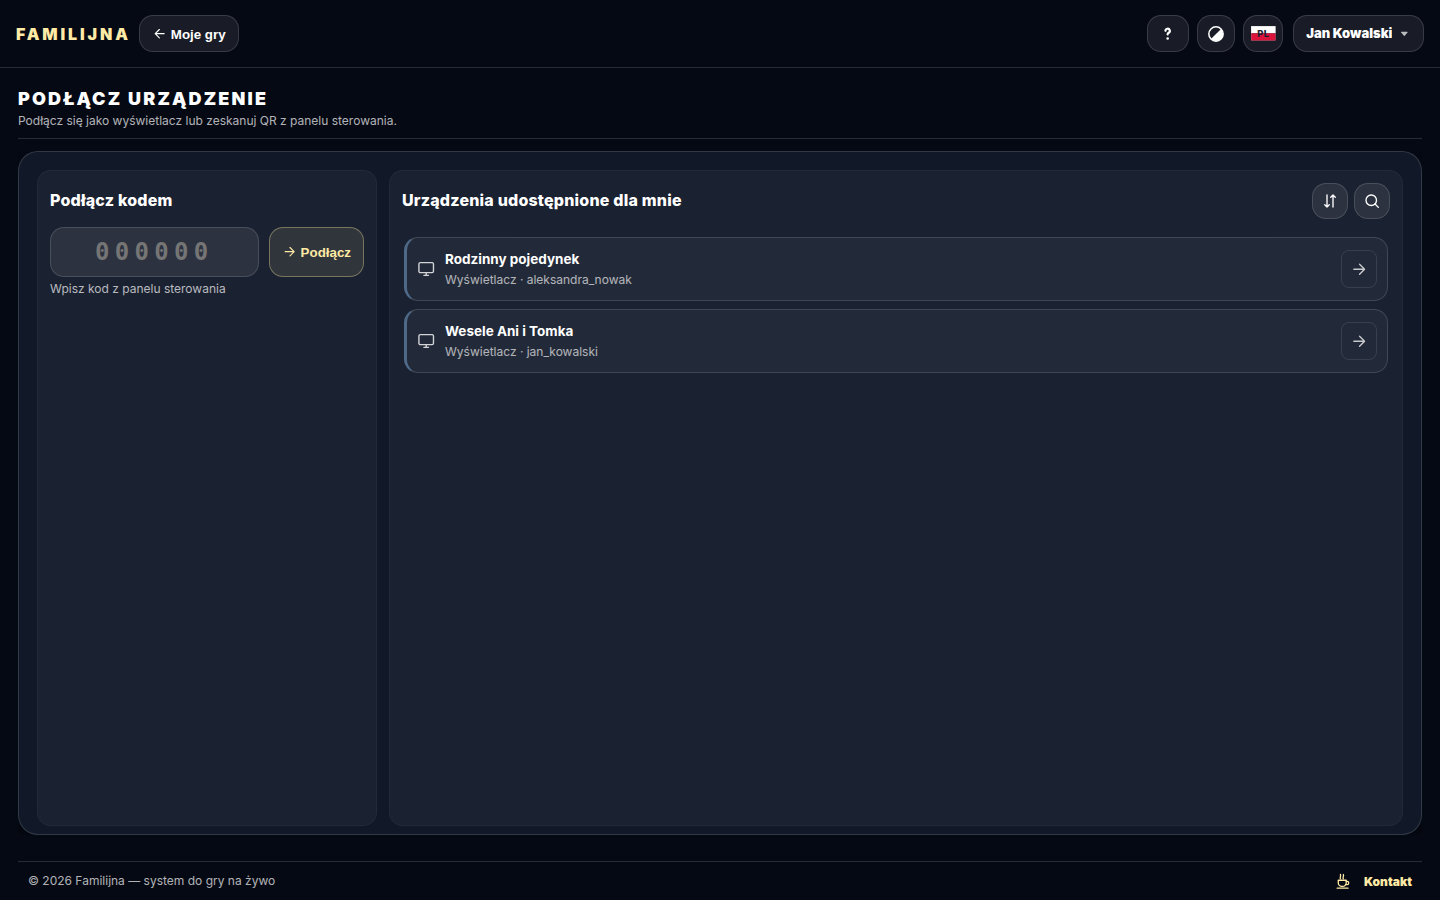 FAMILIJNA
Moje gry
?
PL
Jan Kowalski
PODŁĄCZ URZĄDZENIE
Podłącz się jako wyświetlacz lub zeskanuj QR z panelu sterowania.
Podłącz kodem
000000
Podłącz
Wpisz kod z panelu sterowania
Urządzenia udostępnione dla mnie
Rodzinny pojedynek
Wyświetlacz · aleksandra_nowak
Wesele Ani i Tomka
Wyświetlacz · jan_kowalski
© 2026 Familijna — system do gry na żywo
Kontakt